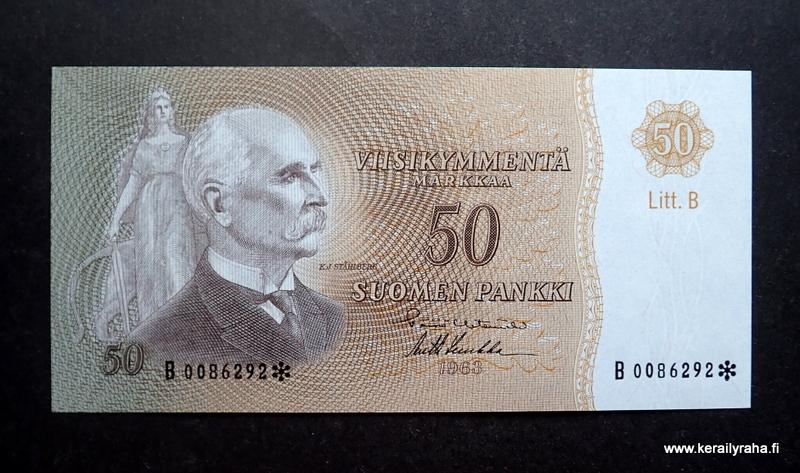 VIISIKYMMENTÄ
MARKKAA
50
K.J. STÅHLBERG
SUOMEN PANKKI
1963
50
B 0086292*
50
Litt. B
B 0086292*
www.kerailyraha.fi